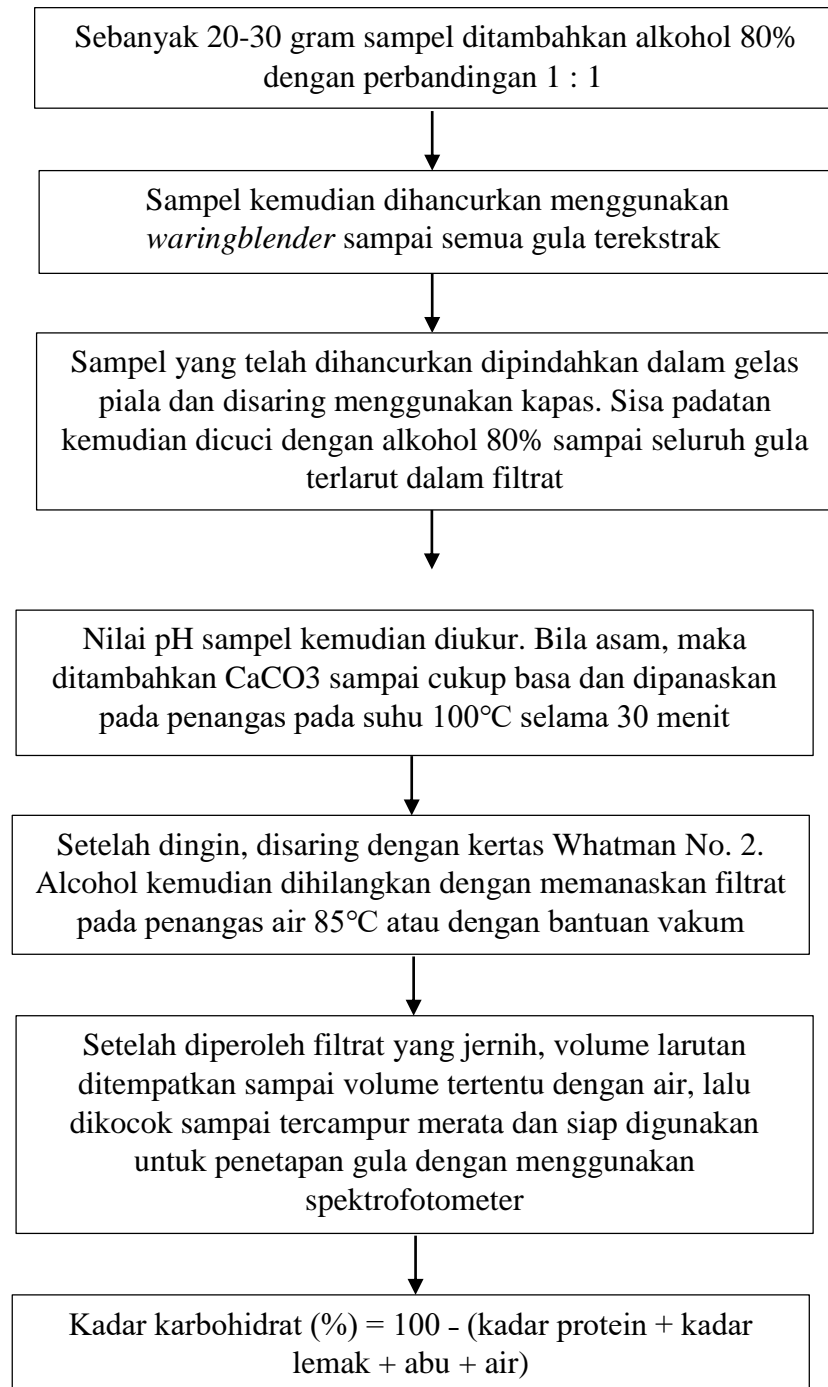 Sebanyak 20-30 gram sampel ditambahkan alkohol 80%
dengan perbandingan 1 : 1
Sampel kemudian dihancurkan menggunakan
waringblender sampai semua gula terekstrak
Sampel yang telah dihancurkan dipindahkan dalam gelas
piala dan disaring menggunakan kapas. Sisa padatan
kemudian dicuci dengan alkohol 80% sampai seluruh gula
terlarut dalam filtrat
Nilai pH sampel kemudian diukur. Bila asam, maka
ditambahkan CaCO3 sampai cukup basa dan dipanaskan
pada penangas pada suhu 100°C selama 30 menit
Setelah dingin, disaring dengan kertas Whatman No. 2.
Alcohol kemudian dihilangkan dengan memanaskan filtrat
pada penangas air 85°C atau dengan bantuan vakum
Setelah diperoleh filtrat yang jernih, volume larutan
ditempatkan sampai volume tertentu dengan air, lalu
dikocok sampai tercampur merata dan siap digunakan
untuk penetapan gula dengan menggunakan
spektrofotometer
Kadar karbohidrat (%) = 100 - (kadar protein + kadar
lemak + abu + air)